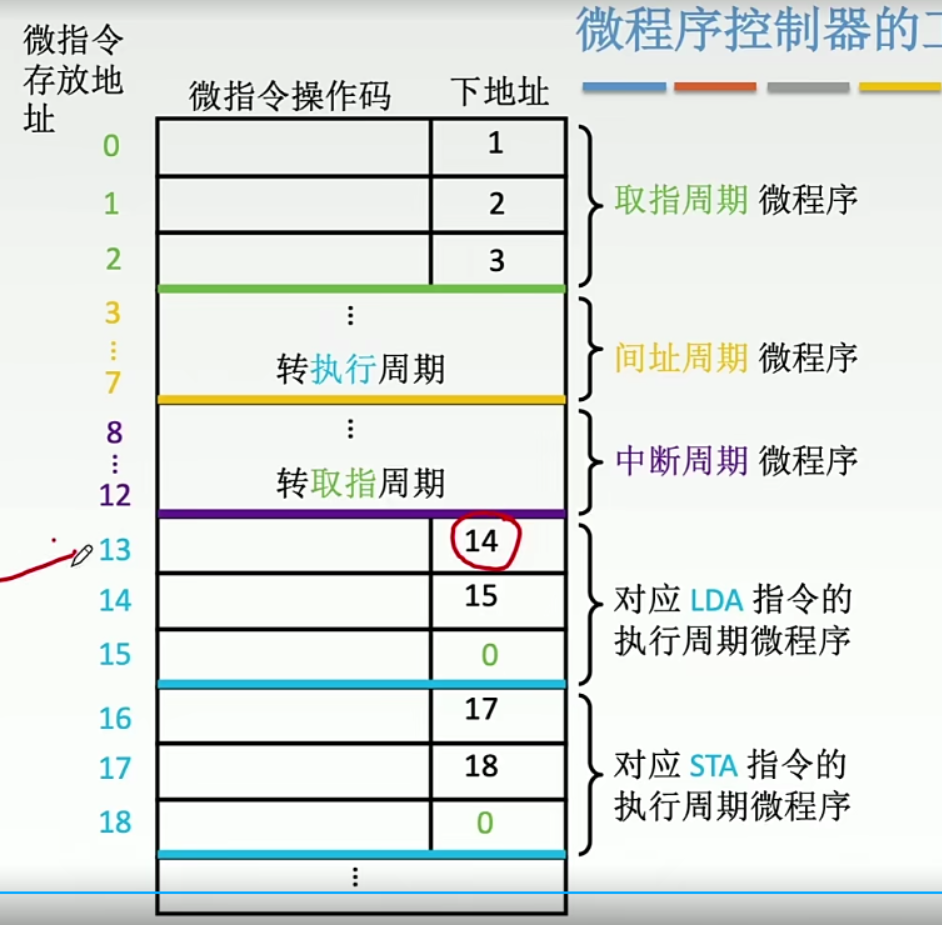 微程序控制器的
微指令
存放地
址
微指令操作码 下地址
0 1
1 2
2 3
取指周期 微程序
3
⋮
7
⋮
转执行周期
间址周期 微程序
8
⋮
12
⋮
转取指周期
中断周期 微程序
13 14
14 15
15 0
对应 LDA 指令的
执行周期微程序
16 17
17 18
18 0
对应 STA 指令的
执行周期微程序
⋮